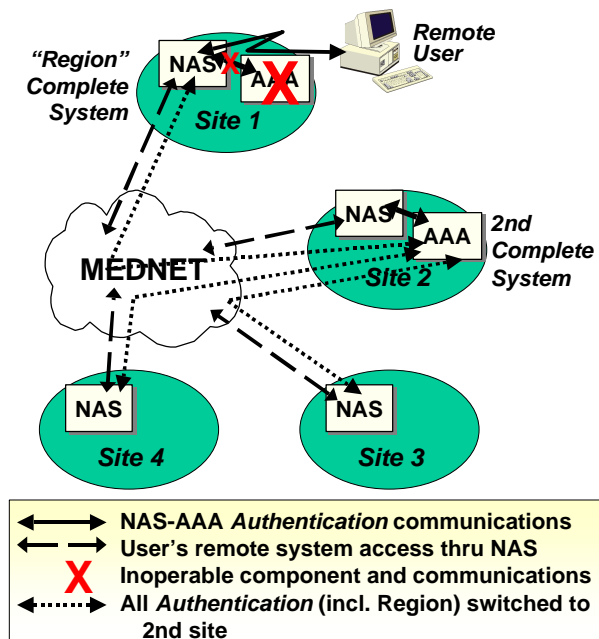 Remote
User
“Region”
Complete
System
NAS
X
AAA
X
Site 1
NAS
AAA
2nd
Complete
System
Site 2
MEDNET
NAS
Site 4
NAS
Site 3
NAS-AAA Authentication communications
User's remote system access thru NAS
X Inoperable component and communications
All Authentication (incl. Region) switched to
2nd site